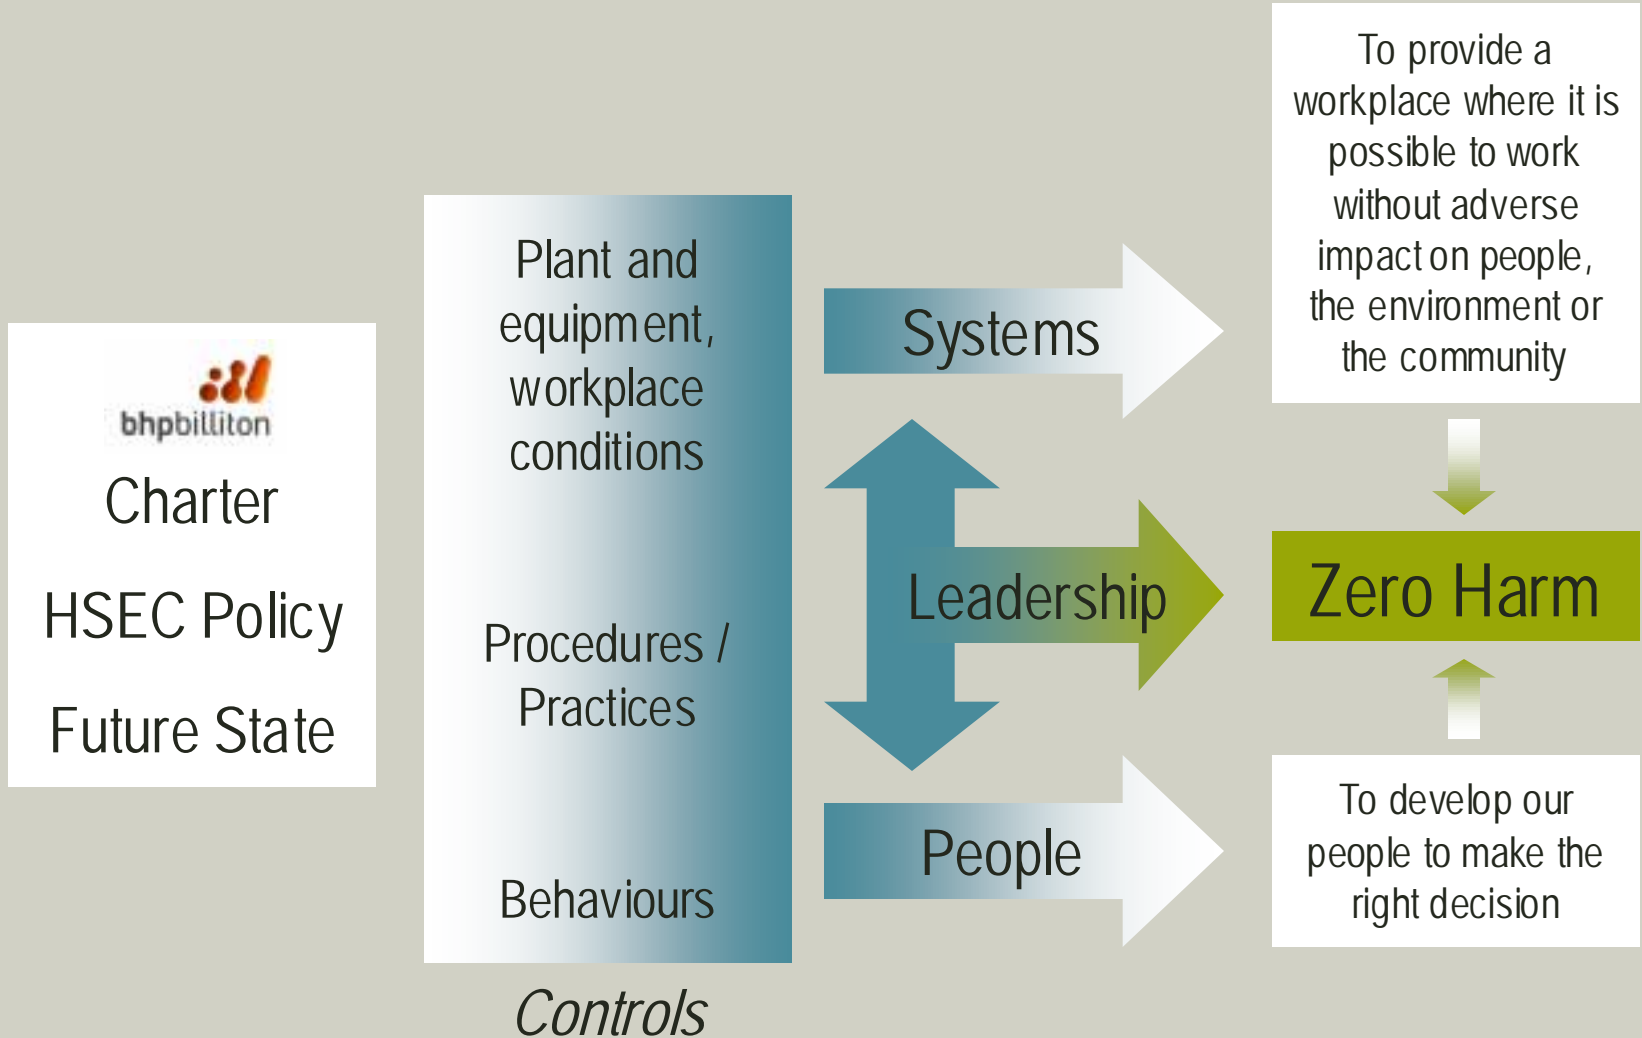 bhpbilliton
Charter
HSEC Policy
Future State
Plant and
equipment,
workplace
conditions
Procedures /
Practices
Behaviours
Controls
Systems
Leadership
People
To provide a
workplace where it is
possible to work
without adverse
impact on people,
the environment or
the community
Zero Harm
To develop our
people to make the
right decision